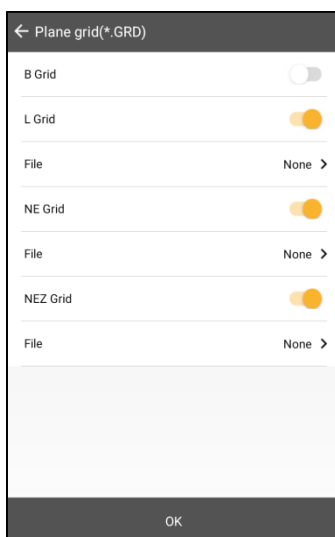 Plane grid(*.GRD)
B Grid
L Grid
File None
NE Grid
File None
NEZ Grid
File None
OK